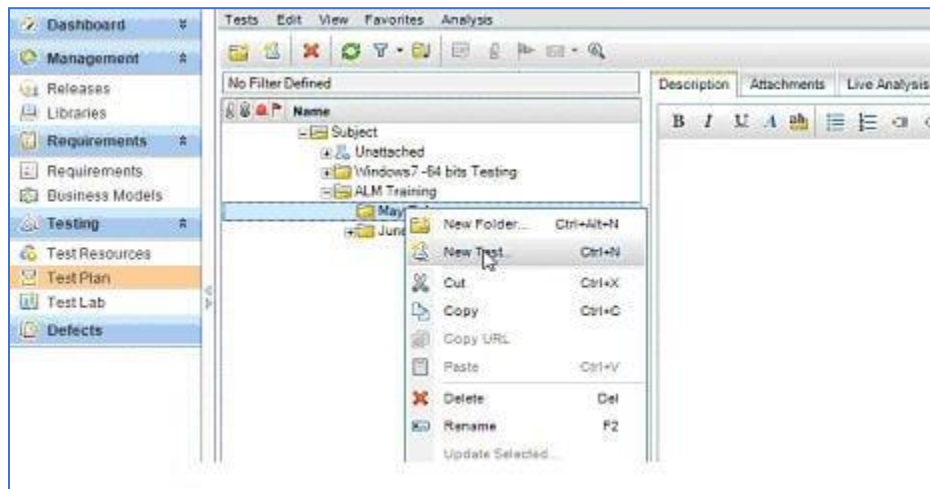 Dashboard
Management
Releases
Libraries
Requirements
Requirements
Business Models
Testing
Test Resources
Test Plan
Test Lab
Defects
Tests Edit View Favorites Analysis
No Filter Defined
Name
Subject
Unattached
Windows7 -64 bits Testing
ALM Training
May
June
New Folder... Ctrl+Alt+N
New Test... Ctrl+N
Cut Ctrl+X
Copy Ctrl+C
Copy URL
Paste Ctrl+V
Delete Del
Rename F2
Update Selected...
Description Attachments Live Analysis
B I U A ab